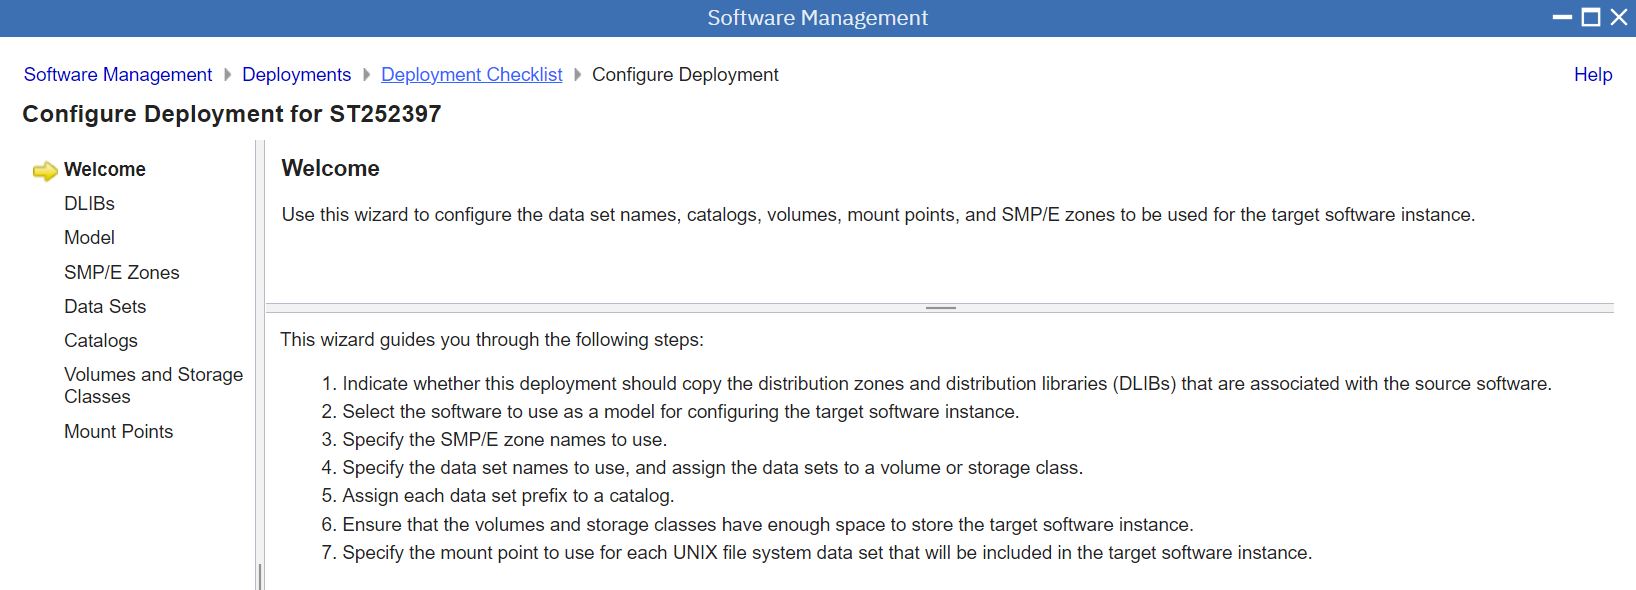 Software Management
Software Management Deployments Deployment Checklist Configure Deployment Help
Configure Deployment for ST252397
Welcome
DLIBs
Model
SMP/E Zones
Data Sets
Catalogs
Volumes and Storage
Classes
Mount Points
Welcome
Use this wizard to configure the data set names, catalogs, volumes, mount points, and SMP/E zones to be used for the target software instance.
This wizard guides you through the following steps:
1. Indicate whether this deployment should copy the distribution zones and distribution libraries (DLIBs) that are associated with the source software.
2. Select the software to use as a model for configuring the target software instance.
3. Specify the SMP/E zone names to use.
4. Specify the data set names to use, and assign the data sets to a volume or storage class.
5. Assign each data set prefix to a catalog.
6. Ensure that the volumes and storage classes have enough space to store the target software instance.
7. Specify the mount point to use for each UNIX file system data set that will be included in the target software instance.